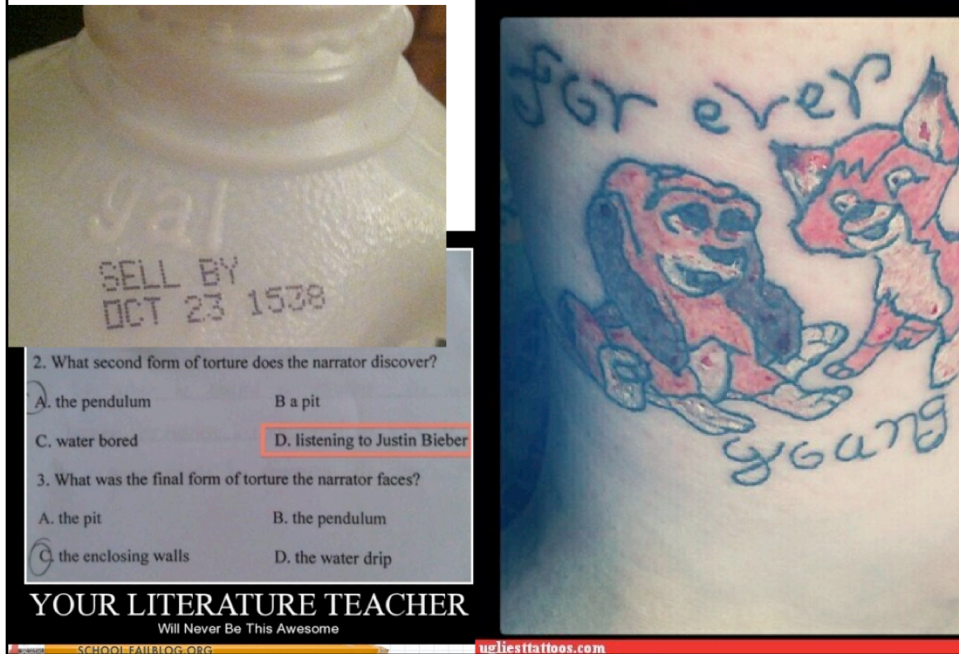 gal
SELL BY
OCT 23 1538
2. What second form of torture does the narrator discover?
A. the pendulum
B a pit
C. water bored
D. listening to Justin Bieber
3. What was the final form of torture the narrator faces?
A. the pit
B. the pendulum
C. the enclosing walls
D. the water drip
YOUR LITERATURE TEACHER
Will Never Be This Awesome
SCHOOL.FAILBLOG.ORG
for ever
young
ugliesttattoos.com